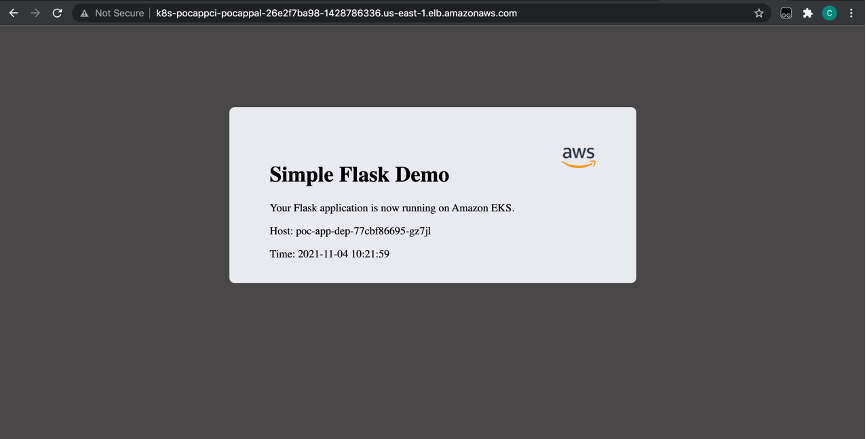 Not Secure | k8s-pocappci-pocappal-26e2f7ba98-1428786336.us-east-1.elb.amazonaws.com
C
aws
Simple Flask Demo
Your Flask application is now running on Amazon EKS.
Host: poc-app-dep-77cbf86695-gz7jl
Time: 2021-11-04 10:21:59